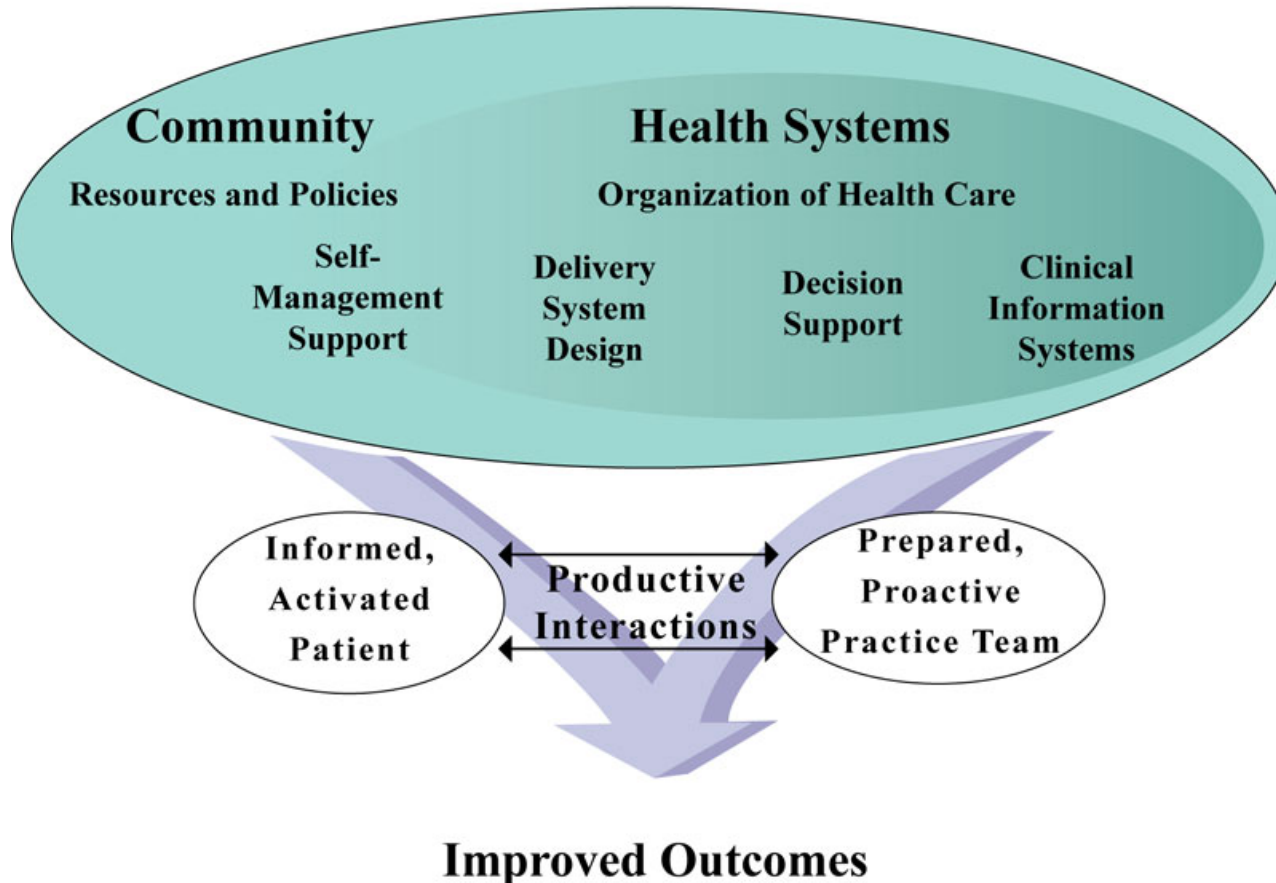 Community
Resources and Policies
Health Systems
Organization of Health Care
Self-
Management
Support
Delivery
System
Design
Decision
Support
Clinical
Information
Systems
Informed,
Activated
Patient
Productive
Interactions
Prepared,
Proactive
Practice Team
Improved Outcomes